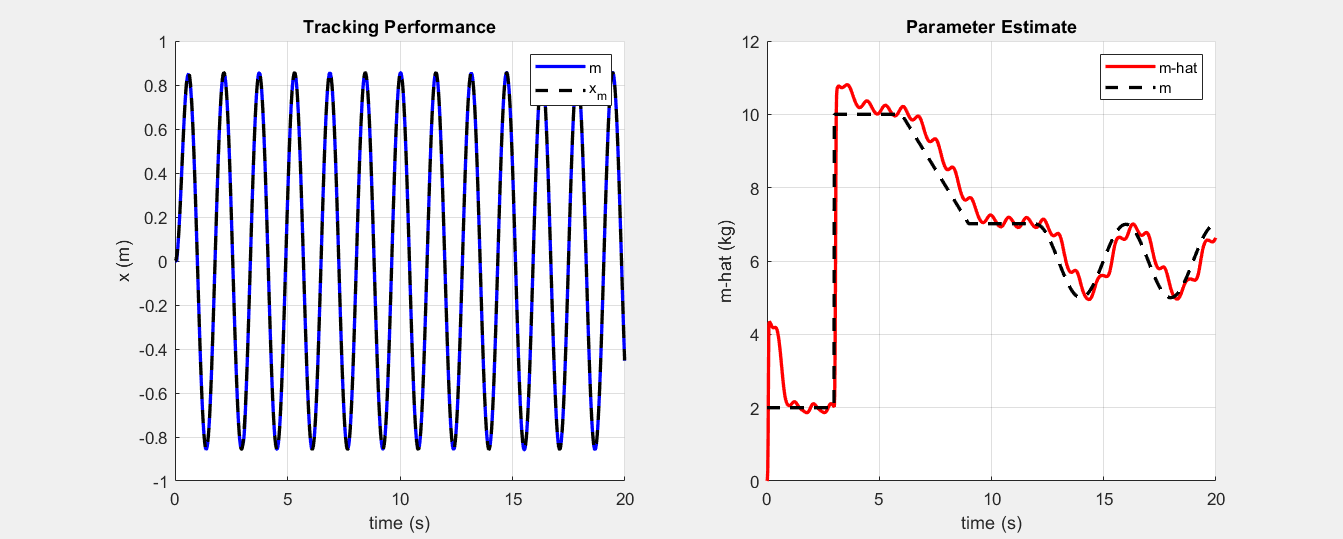 Tracking Performance
1
0.8
0.6
0.4
0.2
0
-0.2
-0.4
-0.6
-0.8
-1
x (m)
0 5 10 15 20
time (s)
m
x_m
Parameter Estimate
12
10
8
6
4
2
0
m-hat (kg)
0 5 10 15 20
time (s)
m-hat
m